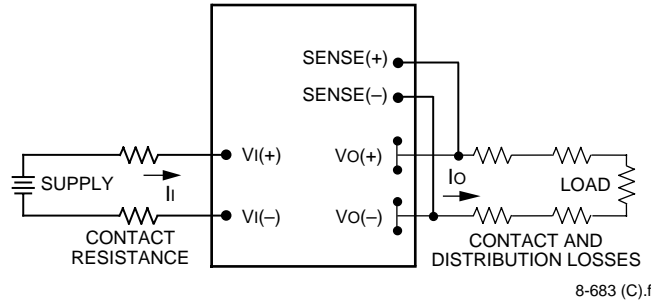 SENSE(+)
SENSE(–)
VI(+)
VO(+)
IO
SUPPLY
II
LOAD
VI(–)
VO(–)
CONTACT
RESISTANCE
CONTACT AND
DISTRIBUTION LOSSES
8-683 (C).f